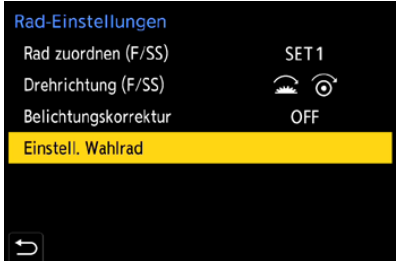 Rad-Einstellungen
Rad zuordnen (F/SS) SET1
Drehrichtung (F/SS)
Belichtungskorrektur OFF
Einstell. Wahlrad